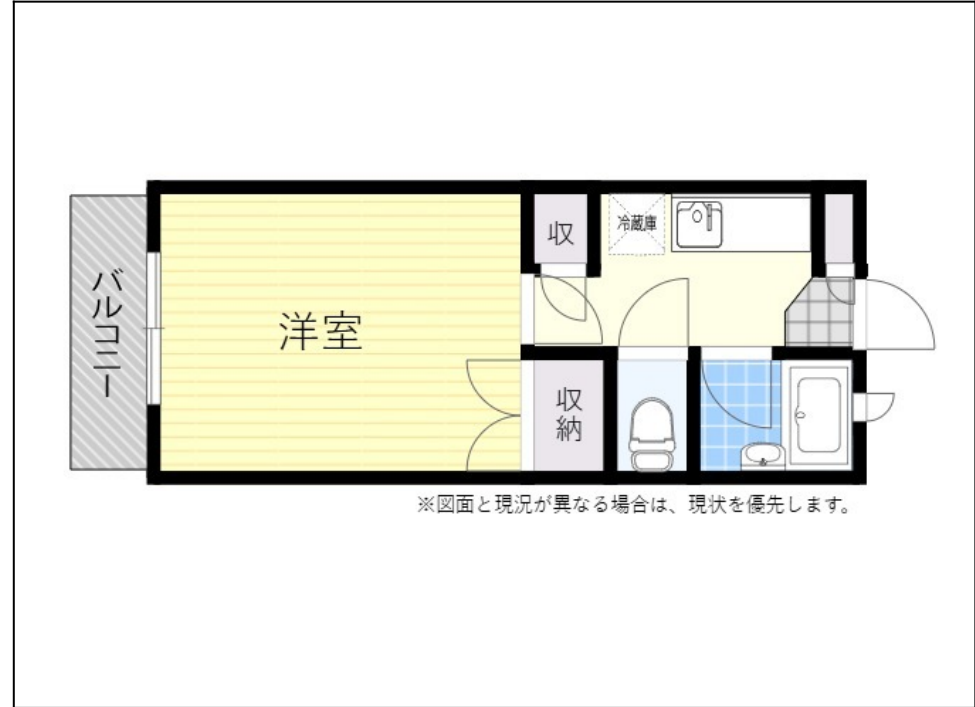 収
冷蔵庫
バルコニー
洋室
収納
※図面と現況が異なる場合は、現状を優先します。